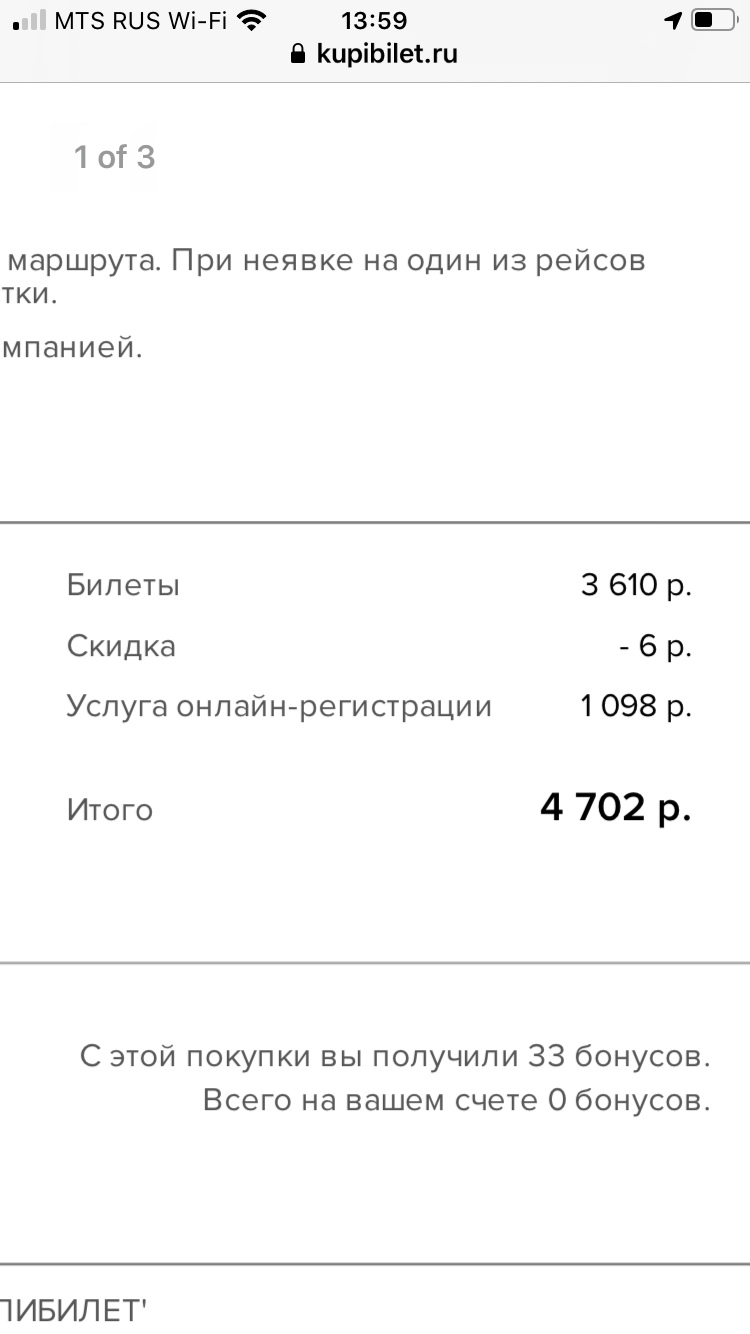 MTS RUS Wi-Fi 13:59
kupibilet.ru
1 of 3
маршрута. При неявке на один из рейсов
тки.
мпанией.
Билеты 3 610 р.
Скидка - 6 р.
Услуга онлайн-регистрации 1 098 р.
Итого 4 702 р.
С этой покупки вы получили 33 бонусов.
Всего на вашем счете 0 бонусов.
ПИБИЛЕТ'